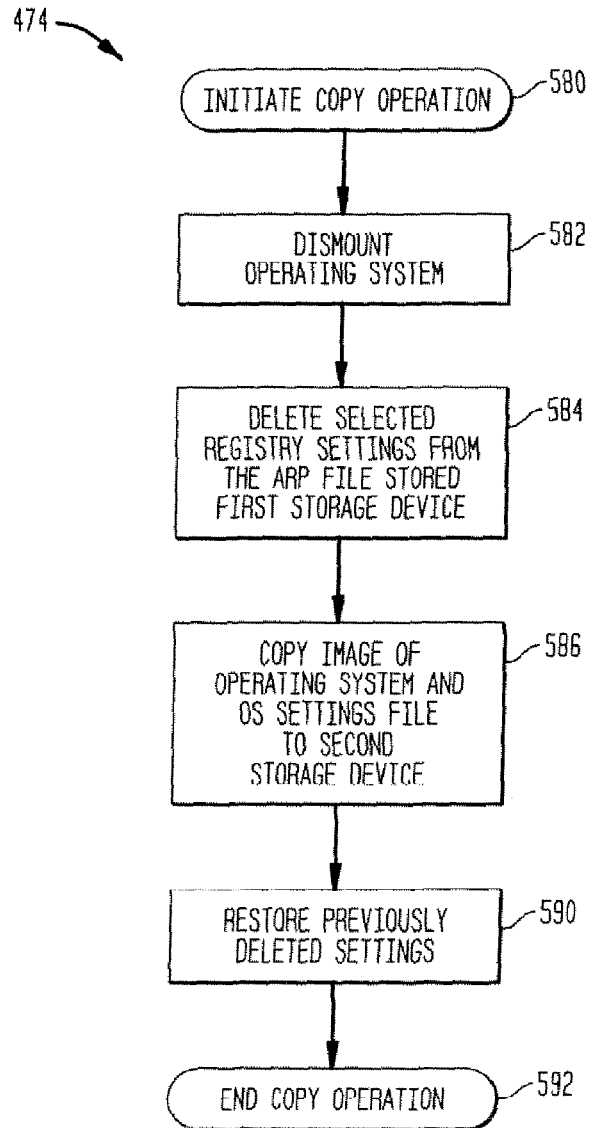 474
INITIATE COPY OPERATION
580
DISMOUNT
OPERATING SYSTEM
582
DELETE SELECTED
REGISTRY SETTINGS FROM
THE ARP FILE STORED
FIRST STORAGE DEVICE
584
COPY IMAGE OF
OPERATING SYSTEM AND
OS SETTINGS FILE
TO SECOND
STORAGE DEVICE
586
RESTORE PREVIOUSLY
DELETED SETTINGS
590
END COPY OPERATION
592